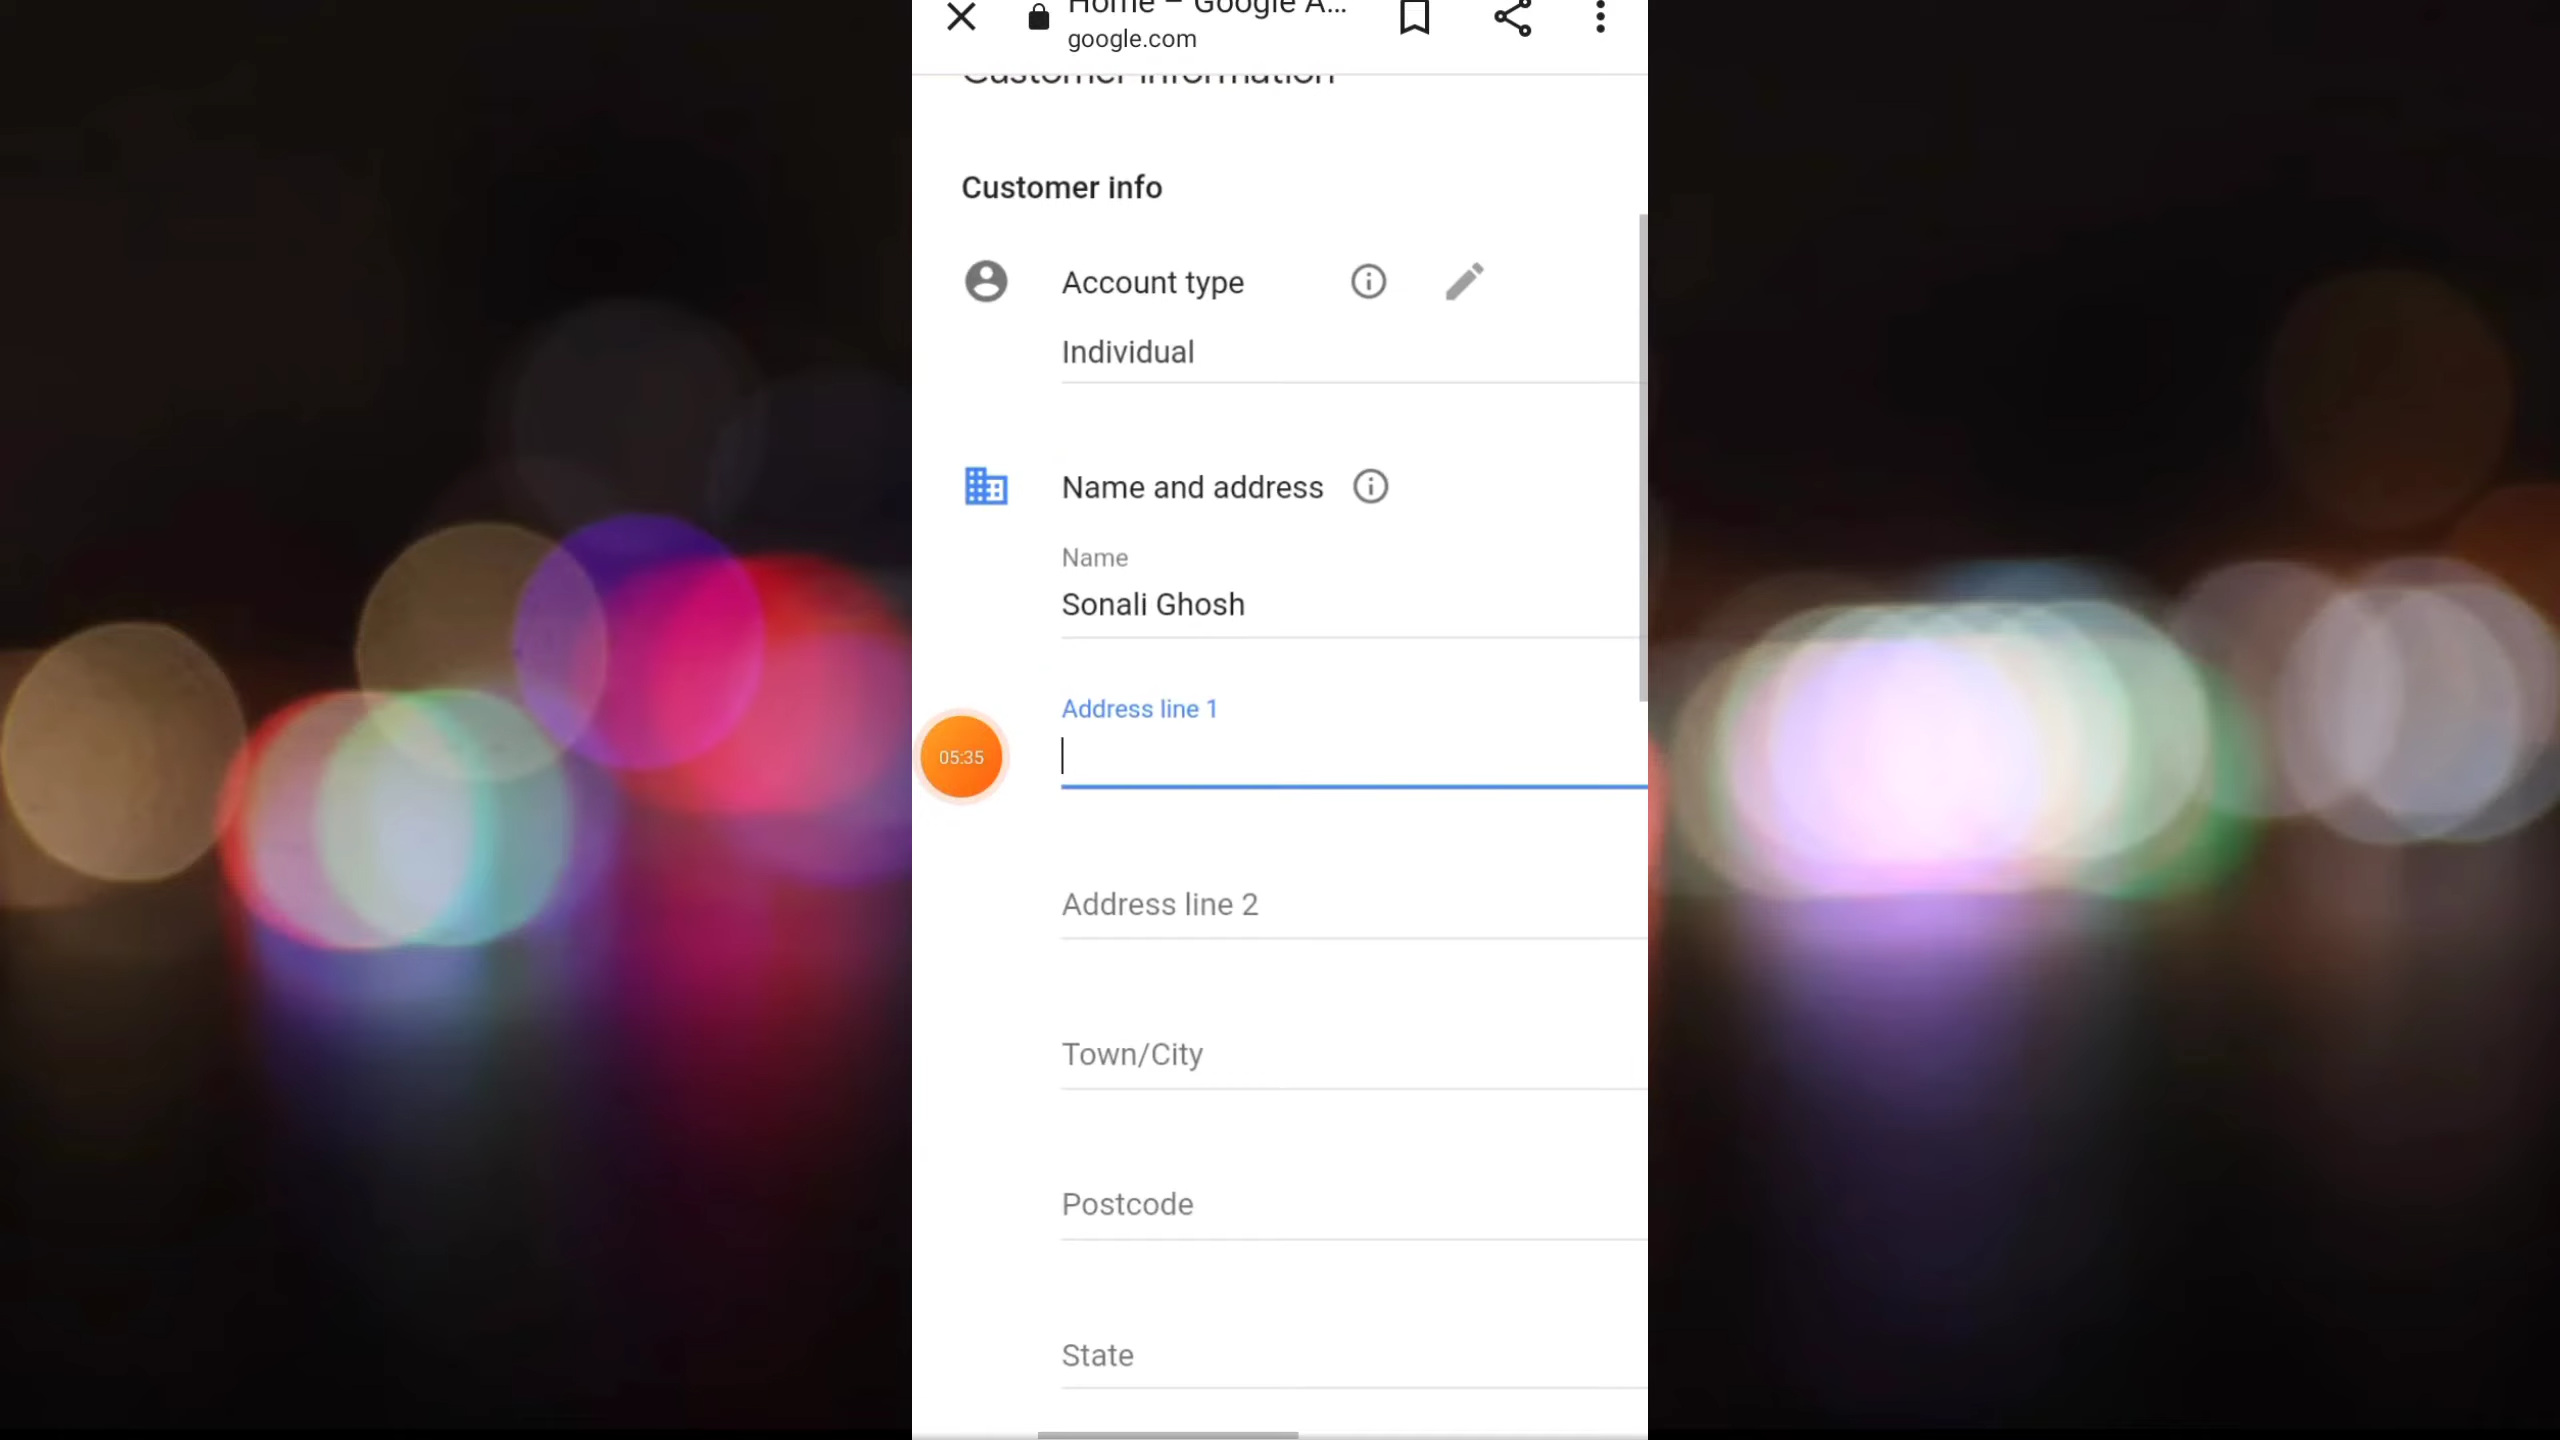 Home – Google A...
google.com
Customer information
Customer info
Account type
Individual
Name and address
Name
Sonali Ghosh
Address line 1
05:35
Address line 2
Town/City
Postcode
State